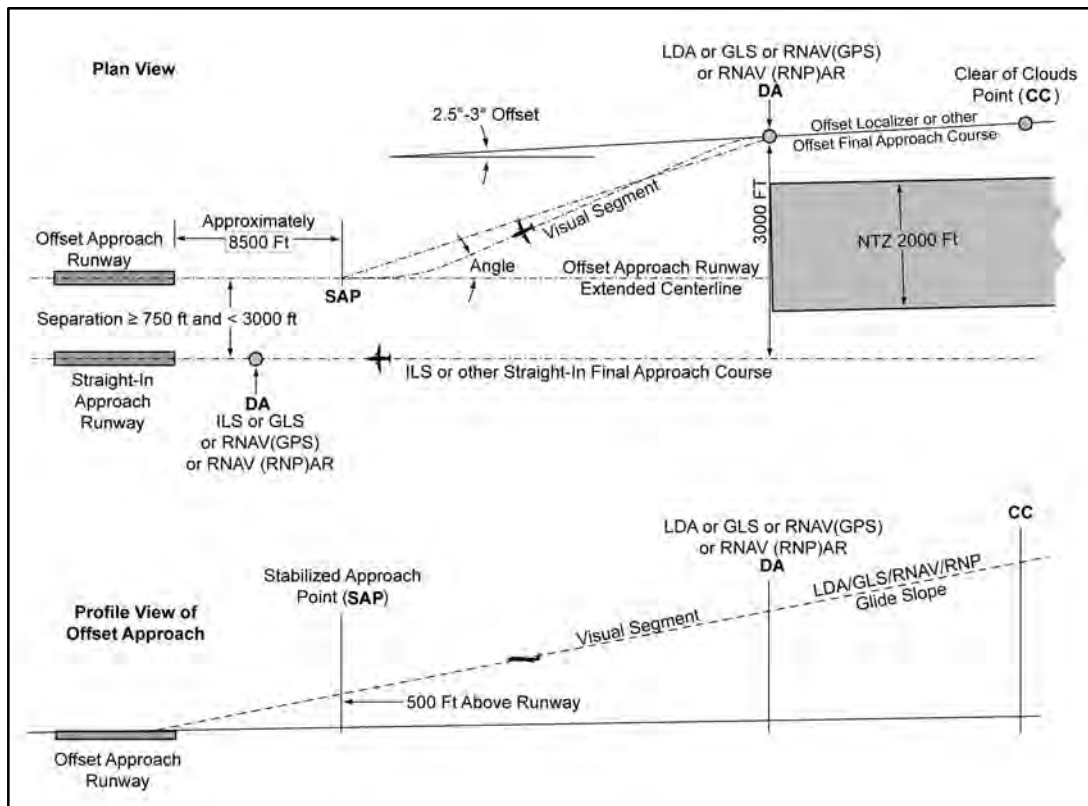 Plan View
LDA or GLS or RNAV(GPS)
or RNAV (RNP)AR
DA
Clear of Clouds
Point (CC)
2.5°-3° Offset
Offset Localizer or other
Offset Final Approach Course
Approximately
8500 Ft
Offset Approach
Runway
Visual Segment
3000 FT
NTZ 2000 Ft
Angle
SAP
Offset Approach Runway
Extended Centerline
Separation ≥ 750 ft and < 3000 ft
ILS or other Straight-In Final Approach Course
Straight-In
Approach
Runway
DA
ILS or GLS
or RNAV(GPS)
or RNAV (RNP)AR
Profile View of
Offset Approach
Stabilized Approach
Point (SAP)
LDA or GLS or RNAV(GPS)
or RNAV (RNP)AR
DA
CC
LDA/GLS/RNAV/RNP
Glide Slope
Visual Segment
500 Ft Above Runway
Offset Approach
Runway